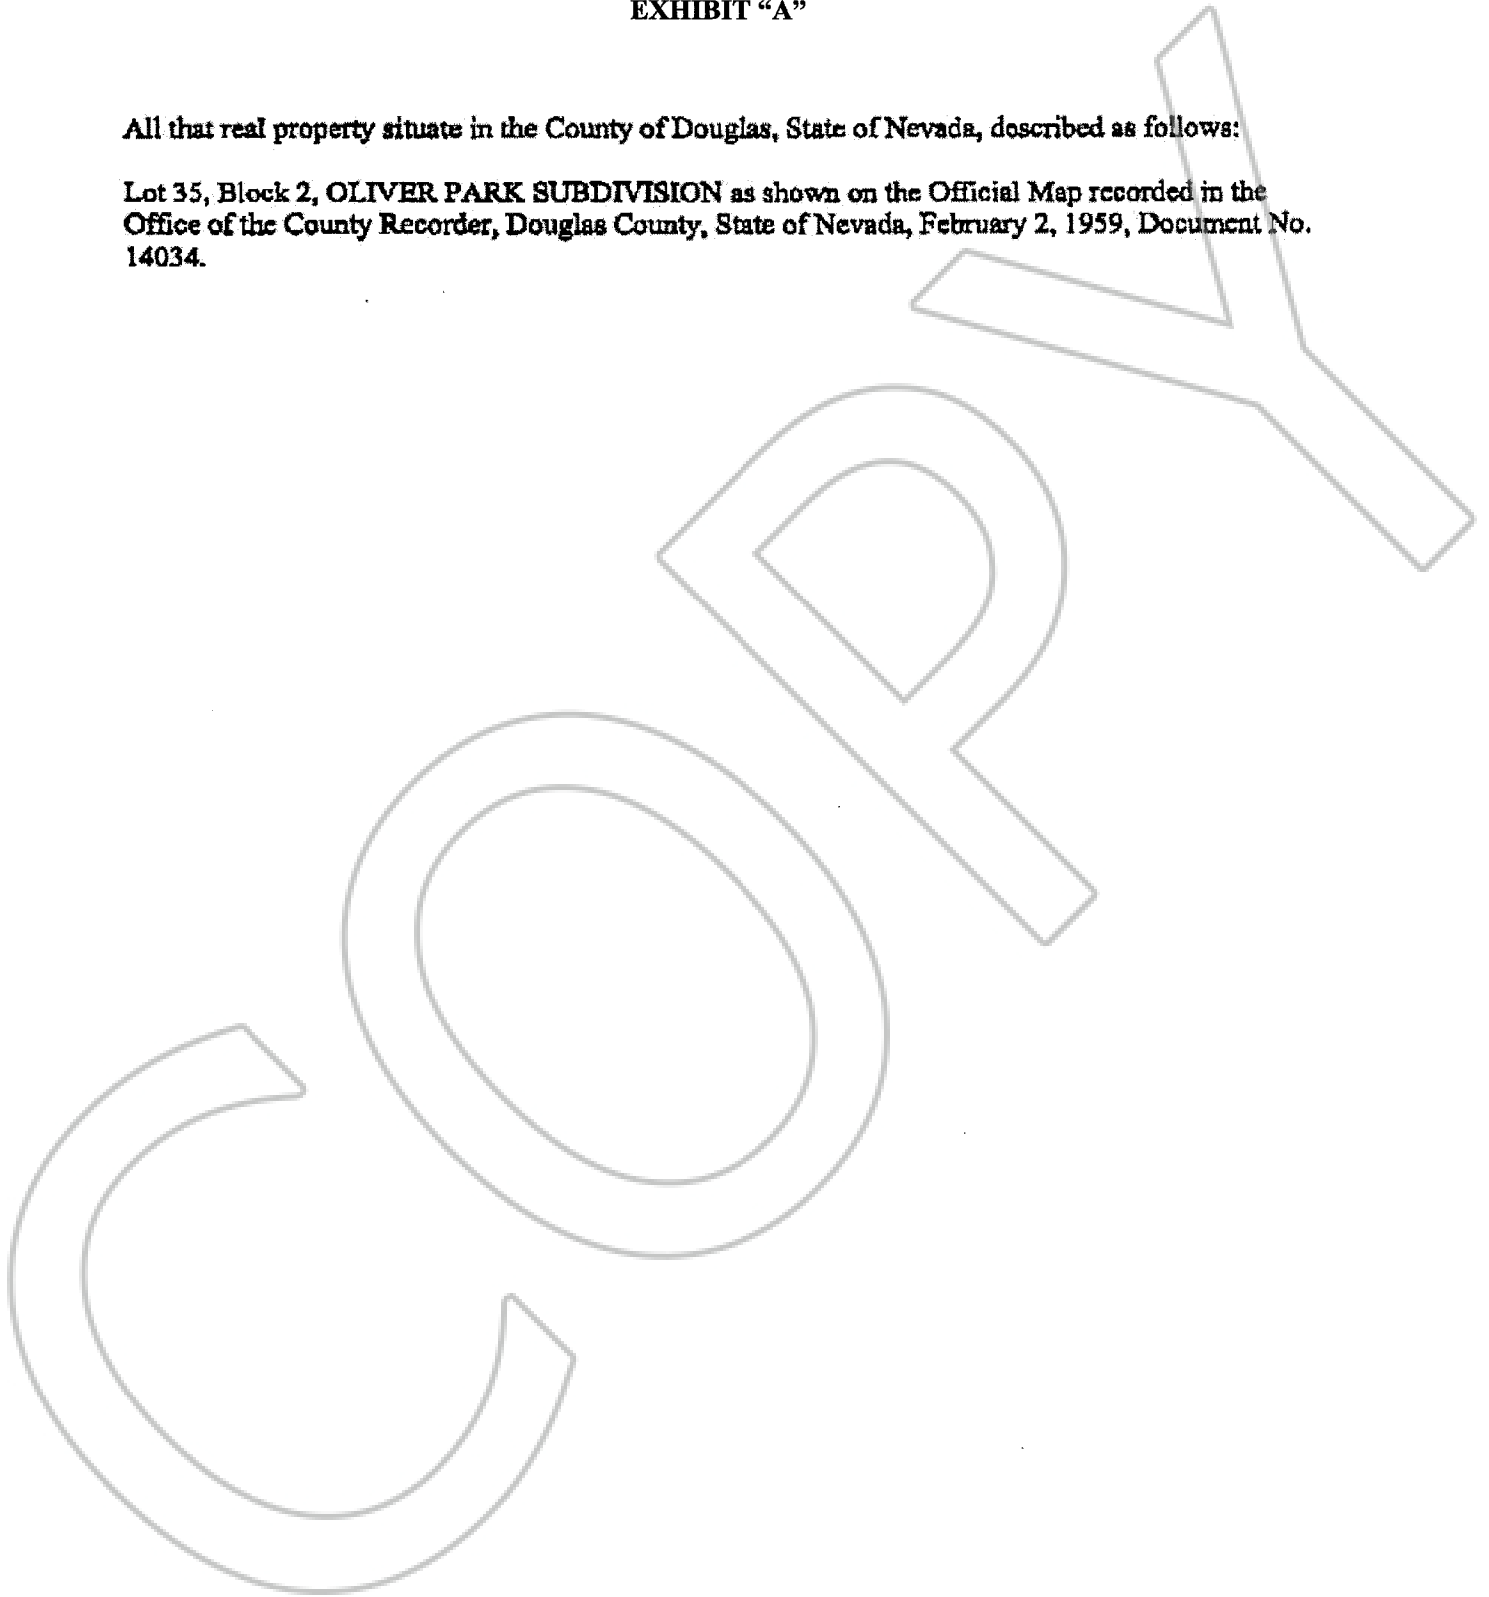 EXHIBIT “A”
All that real property situate in the County of Douglas, State of Nevada, described as follows:
Lot 35, Block 2, OLIVER PARK SUBDIVISION as shown on the Official Map recorded in the
Office of the County Recorder, Douglas County, State of Nevada, February 2, 1959, Document No.
14034.
COPY